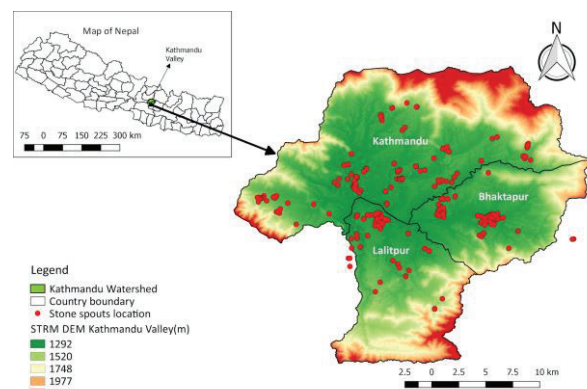 Map of Nepal
Kathmandu
Valley
75 0 75 150 225 300 km
N
Kathmandu
Bhaktapur
Lalitpur
Legend
Kathmandu Watershed
Country boundary
Stone spouts location
STRM DEM Kathmandu Valley(m)
1292
1520
1748
1977
2.5 0 2.5 5 7.5 10 km